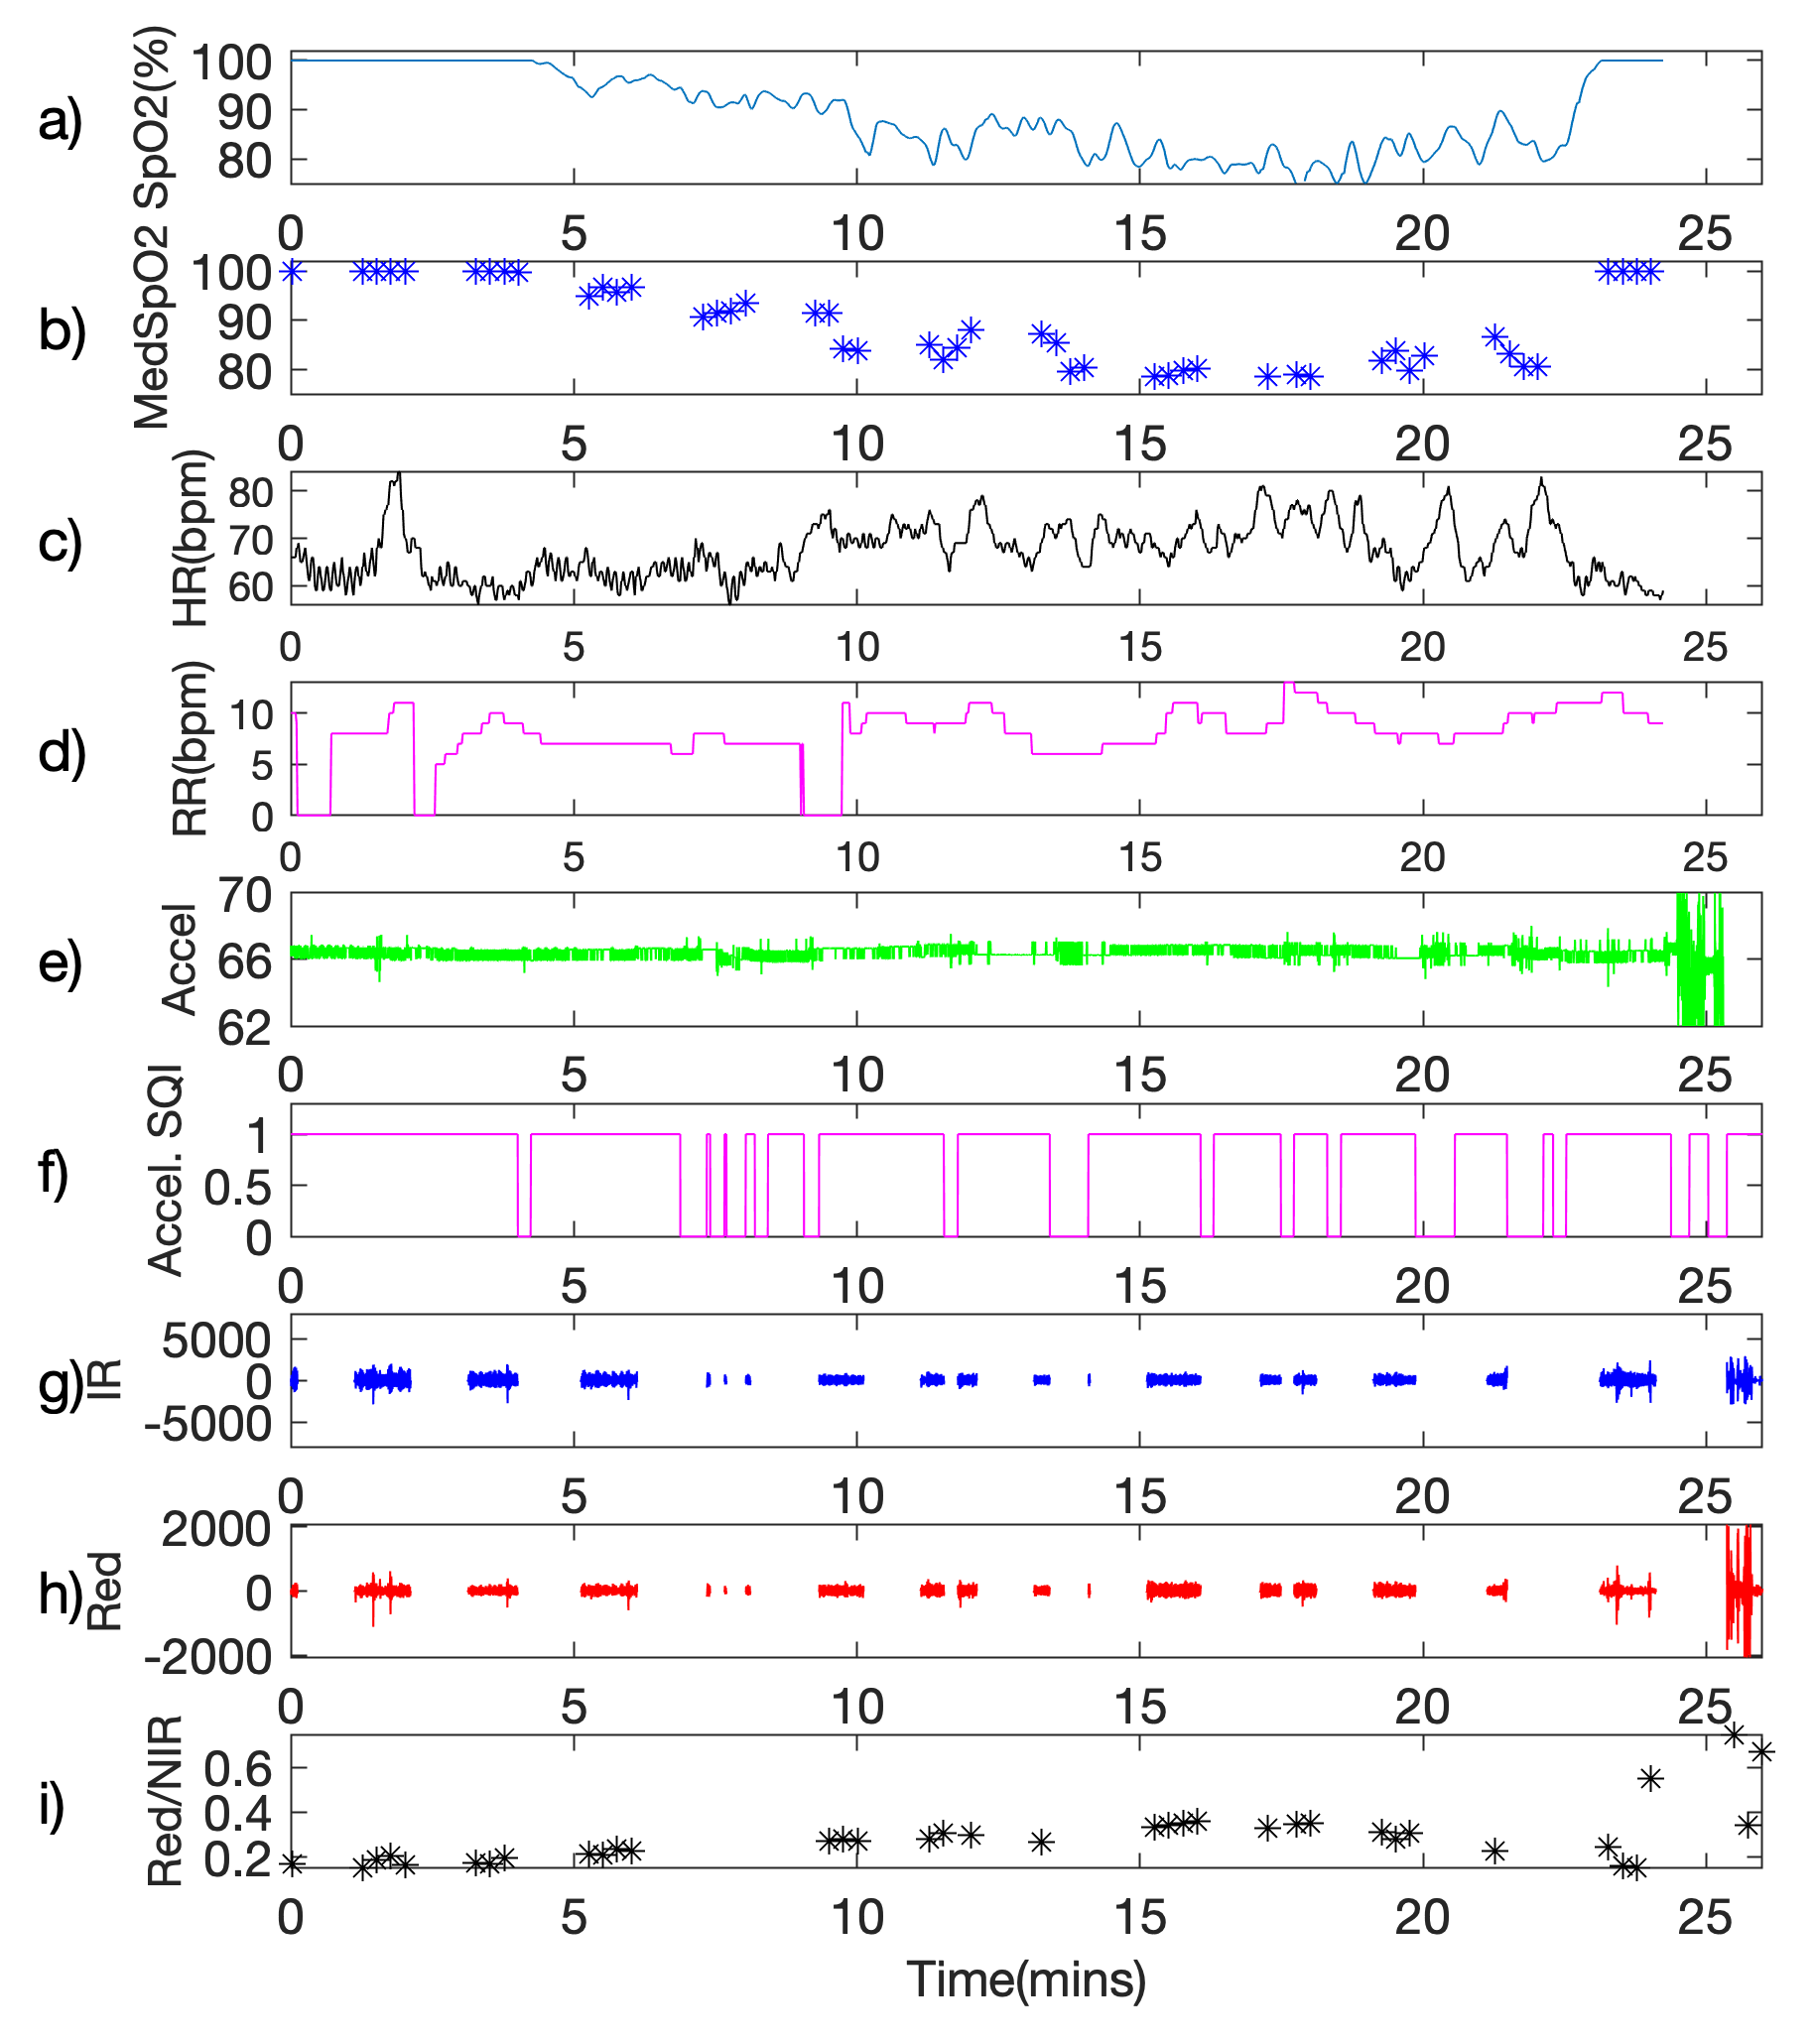 a)
SpO2(%)
100
90
80
0 5 10 15 20 25
b)
MedSpO2
100
90
80
0 5 10 15 20 25
c)
HR(bpm)
80
70
60
0 5 10 15 20 25
d)
RR(bpm)
10
5
0
0 5 10 15 20 25
e)
Accel
70
66
62
0 5 10 15 20 25
f)
Accel. SQI
1
0.5
0
0 5 10 15 20 25
g)
IR
5000
0
-5000
0 5 10 15 20 25
h)
Red
2000
0
-2000
0 5 10 15 20 25
i)
Red/NIR
0.6
0.4
0.2
0 5 10 15 20 25
Time(mins)